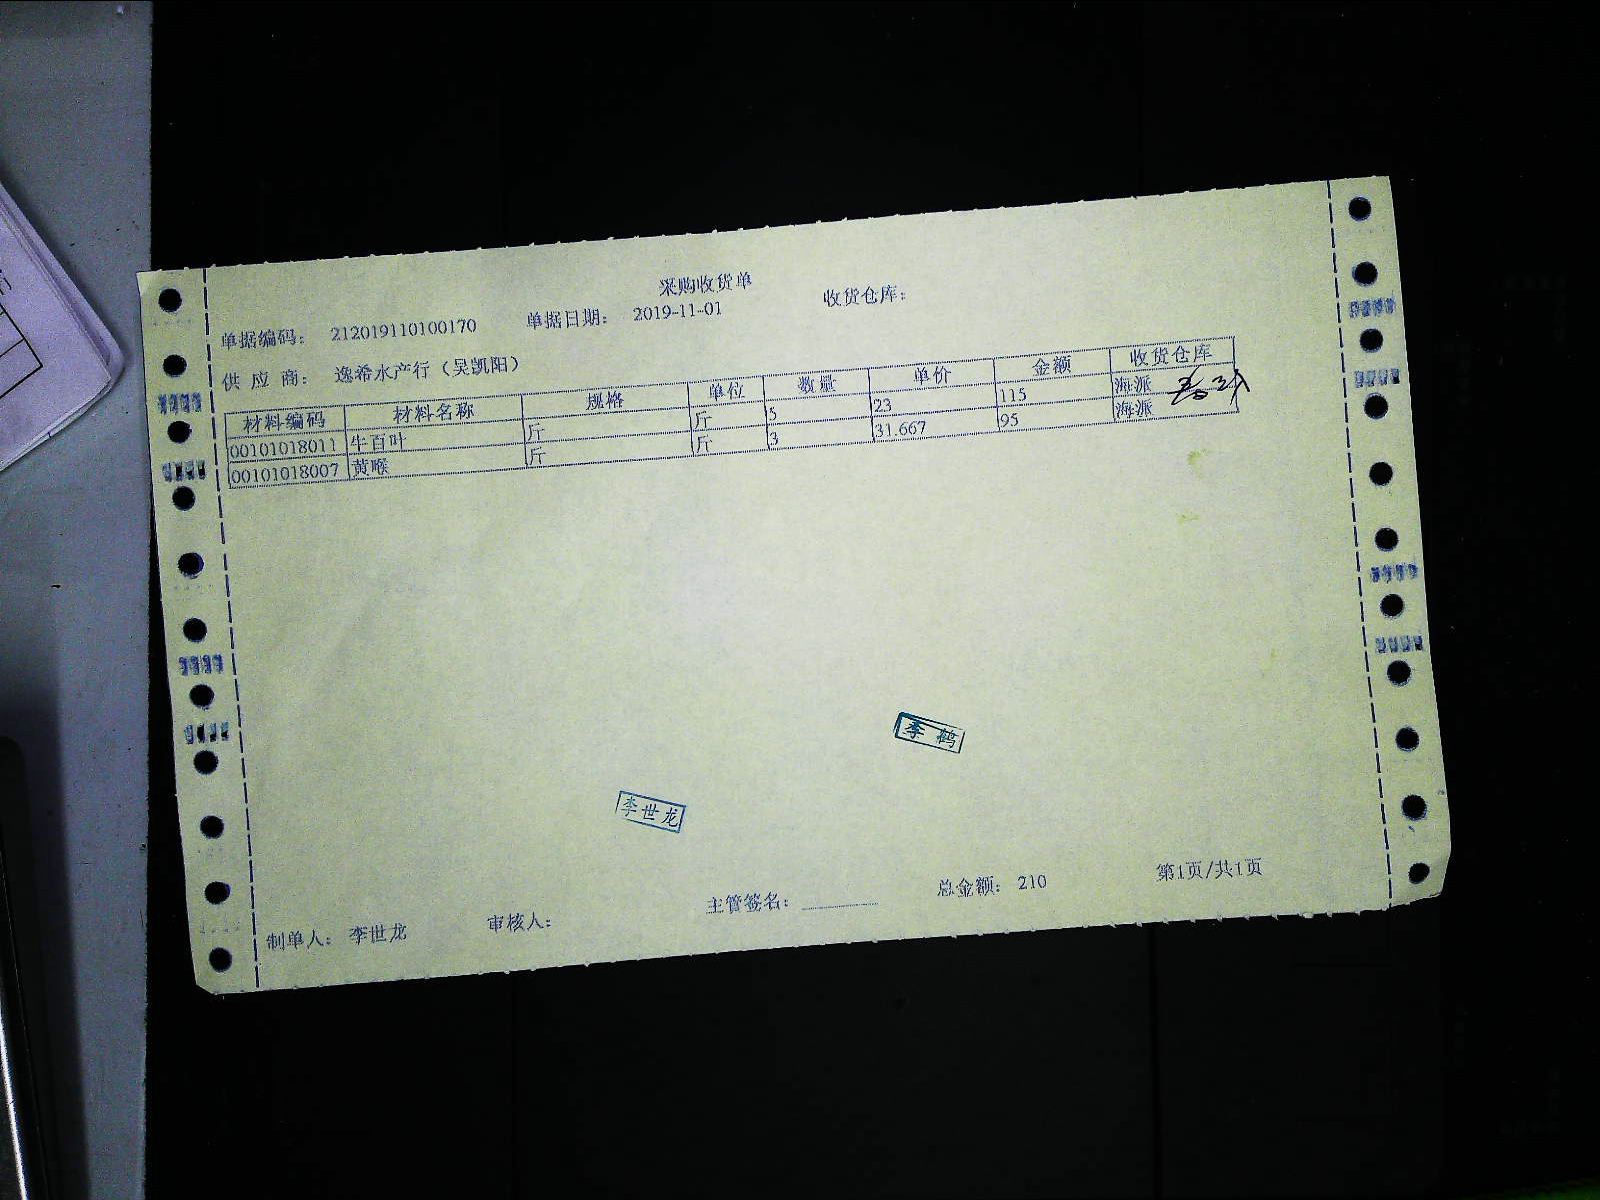 采购收货单
单据编码: 212019110100170 单据日期: 2019-11-01 收货仓库:
供 应 商: 逸希水产行（吴凯阳）
材料编码 材料名称 规格 单位 数量 单价 金额 收货仓库
00101018011 牛百叶 斤 斤 5 23 115 海派
00101018007 黄喉 斤 斤 3 31.667 95 海派
李 鹤
李世龙
制单人: 李世龙 审核人: 主管签名: 总金额: 210 第1页/共1页